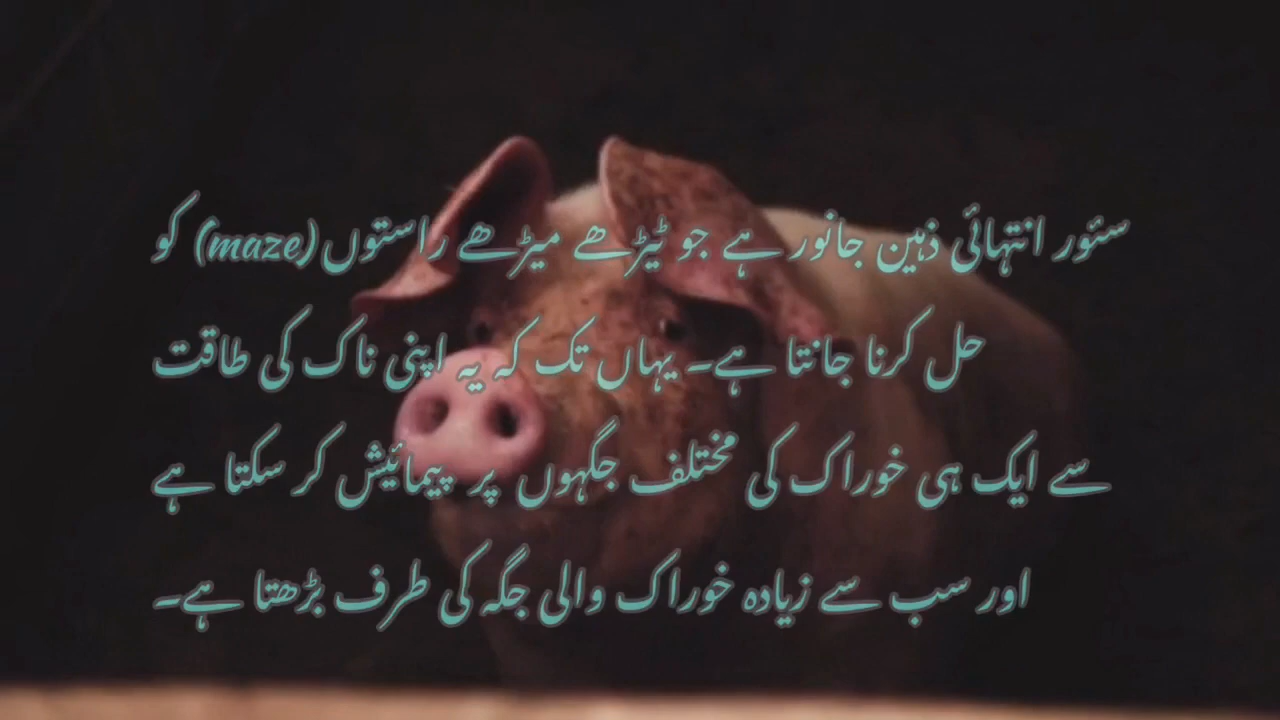 سئور انتہائی ذہین جانور ہے جو ٹیڑھے میڑھے راستوں (maze) کو
حل کرنا جانتا ہے۔ یہاں تک کہ یہ اپنی ناک کی طاقت
سے ایک ہی خوراک کی مختلف جگہوں پر پیمائیش کر سکتا ہے
اور سب سے زیادہ خوراک والی جگہ کی طرف بڑھتا ہے۔